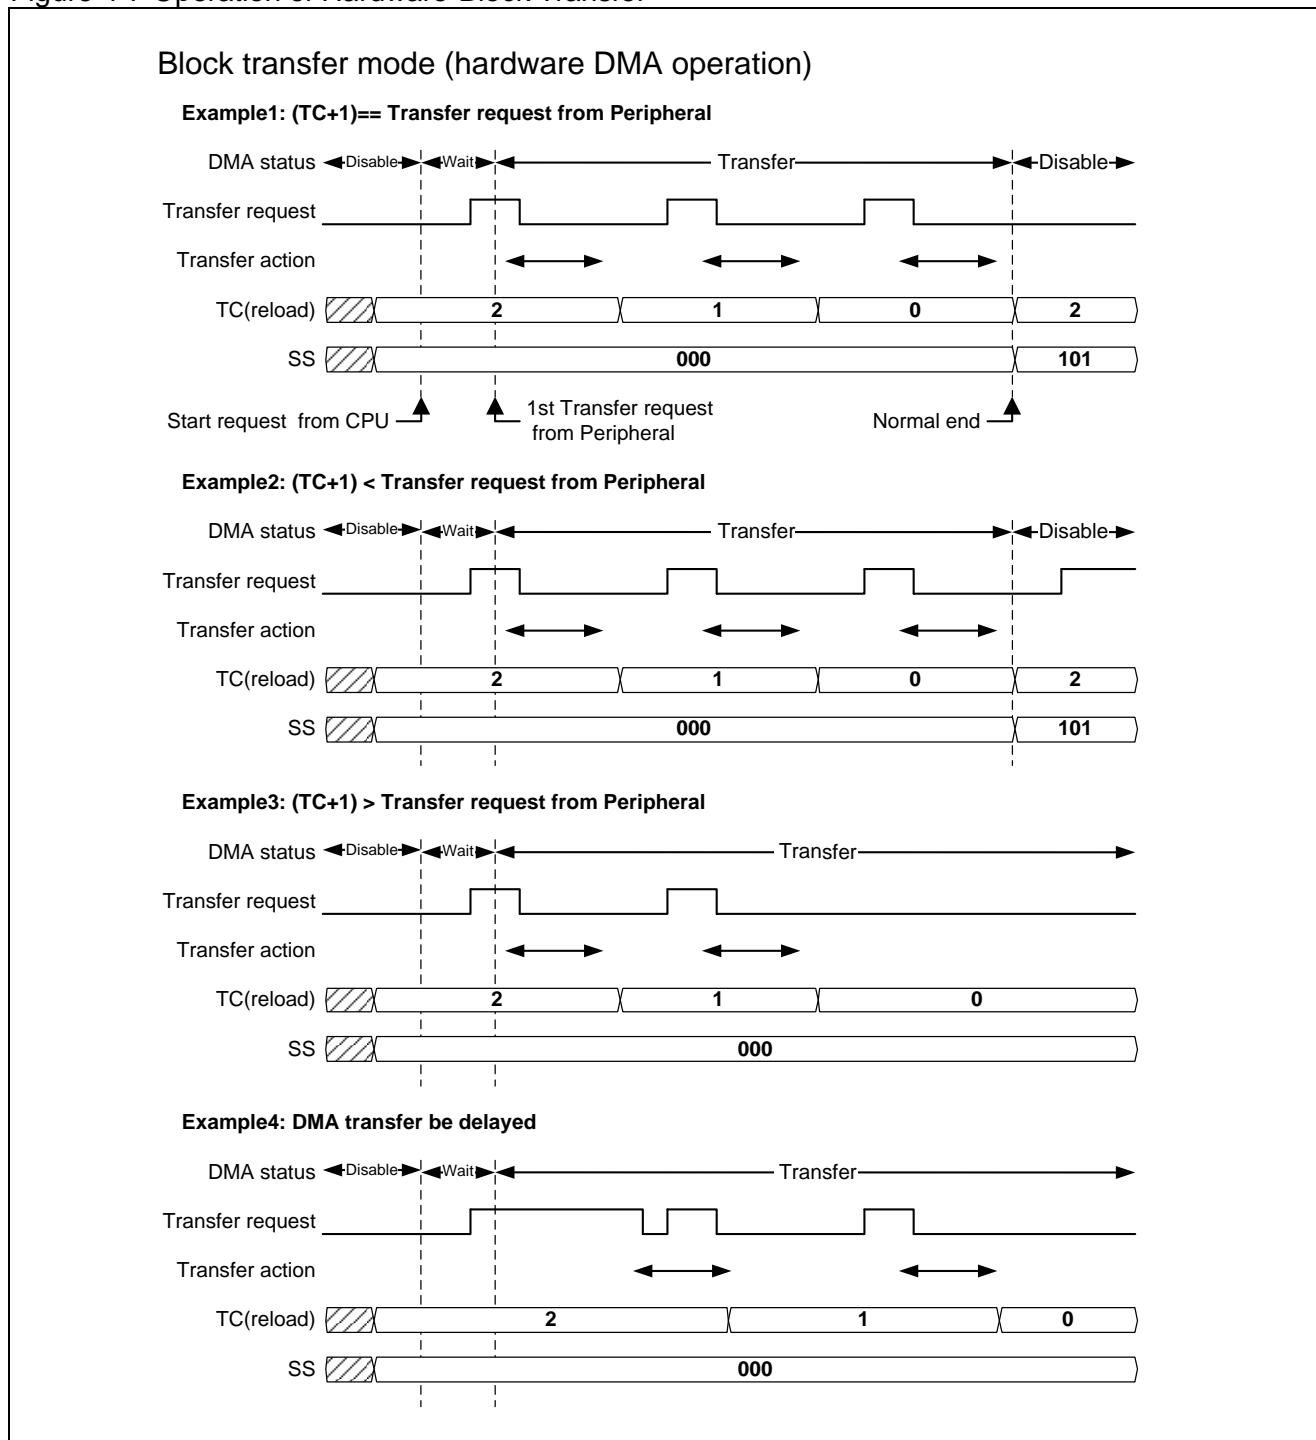 Figure 4-7 Operation of Hardware-Block Transfer
Block transfer mode (hardware DMA operation)
Example1: (TC+1)== Transfer request from Peripheral
DMA status Disable Wait Transfer Disable
Transfer request
Transfer action
TC(reload) 2 1 0 2
SS 000 101
Start request from CPU 1st Transfer request from Peripheral Normal end
Example2: (TC+1) < Transfer request from Peripheral
DMA status Disable Wait Transfer Disable
Transfer request
Transfer action
TC(reload) 2 1 0 2
SS 000 101
Example3: (TC+1) > Transfer request from Peripheral
DMA status Disable Wait Transfer
Transfer request
Transfer action
TC(reload) 2 1 0
SS 000
Example4: DMA transfer be delayed
DMA status Disable Wait Transfer
Transfer request
Transfer action
TC(reload) 2 1 0
SS 000